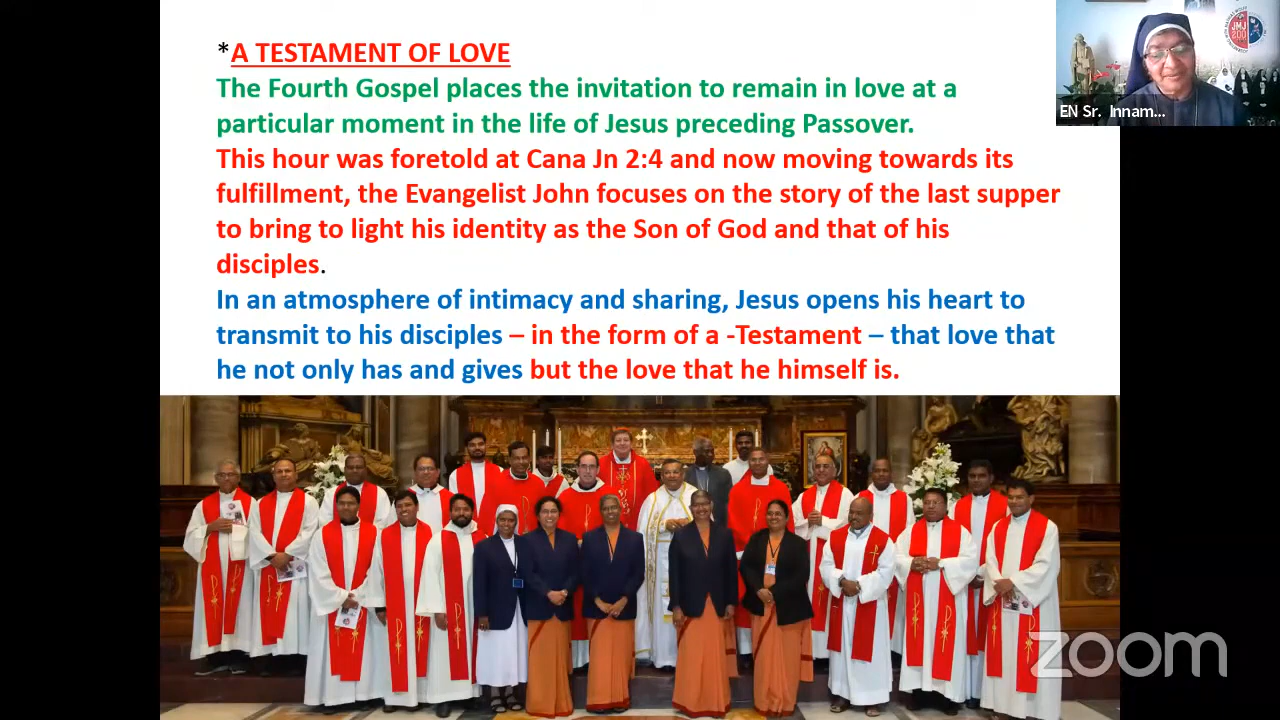 *A TESTAMENT OF LOVE
The Fourth Gospel places the invitation to remain in love at a
particular moment in the life of Jesus preceding Passover.
This hour was foretold at Cana Jn 2:4 and now moving towards its
fulfillment, the Evangelist John focuses on the story of the last supper
to bring to light his identity as the Son of God and that of his
disciples.
In an atmosphere of intimacy and sharing, Jesus opens his heart to
transmit to his disciples – in the form of a -Testament – that love that
he not only has and gives but the love that he himself is.
JMJ
200
EN Sr. Innam...
zoom